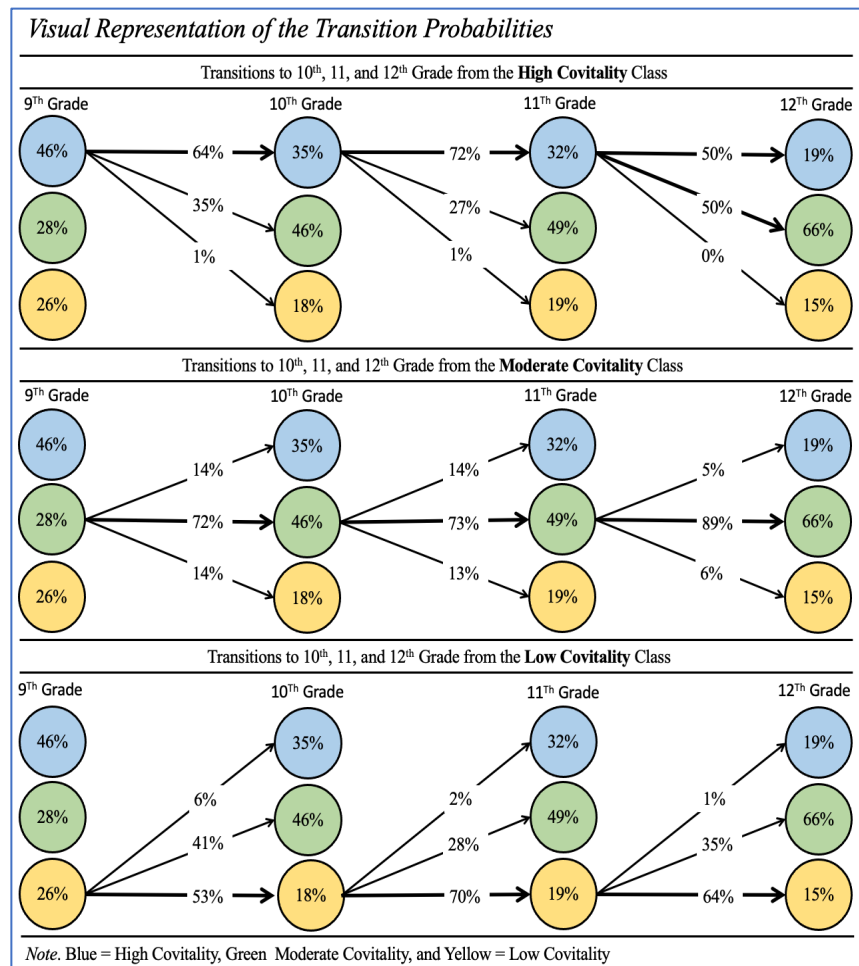 Visual Representation of the Transition Probabilities
Transitions to 10th, 11, and 12th Grade from the High Covitality Class
9Th Grade 10Th Grade 11Th Grade 12Th Grade
46% 64% 35% 72% 32% 50% 19%
35% 27% 50%
28% 46% 49% 66%
1% 1% 0%
26% 18% 19% 15%
Transitions to 10th, 11, and 12th Grade from the Moderate Covitality Class
9Th Grade 10Th Grade 11Th Grade 12Th Grade
46% 35% 32% 19%
14% 14% 5%
28% 72% 46% 73% 49% 89% 66%
14% 13% 6%
26% 18% 19% 15%
Transitions to 10th, 11, and 12th Grade from the Low Covitality Class
9Th Grade 10Th Grade 11Th Grade 12Th Grade
46% 35% 32% 19%
6% 2% 1%
28% 46% 49% 66%
41% 28% 35%
26% 53% 18% 70% 19% 64% 15%
Note. Blue = High Covitality, Green Moderate Covitality, and Yellow = Low Covitality